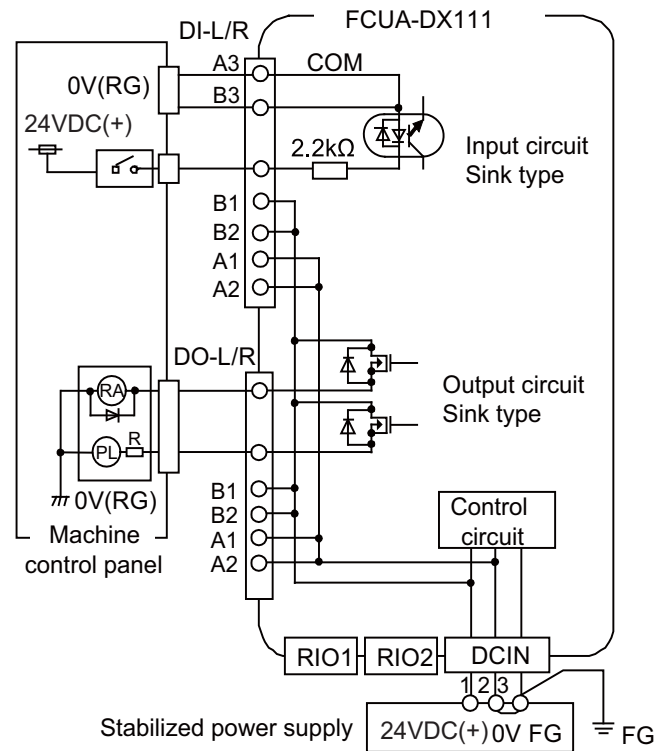 FCUA-DX111
DI-L/R
A3
COM
0V(RG)
B3
24VDC(+)
2.2kΩ
Input circuit
Sink type
B1
B2
A1
A2
DO-L/R
RA
Output circuit
Sink type
PL
R
0V(RG)
B1
B2
A1
A2
Machine
control panel
Control
circuit
RIO1
RIO2
DCIN
1 2 3
Stabilized power supply
24VDC(+) 0V FG
FG